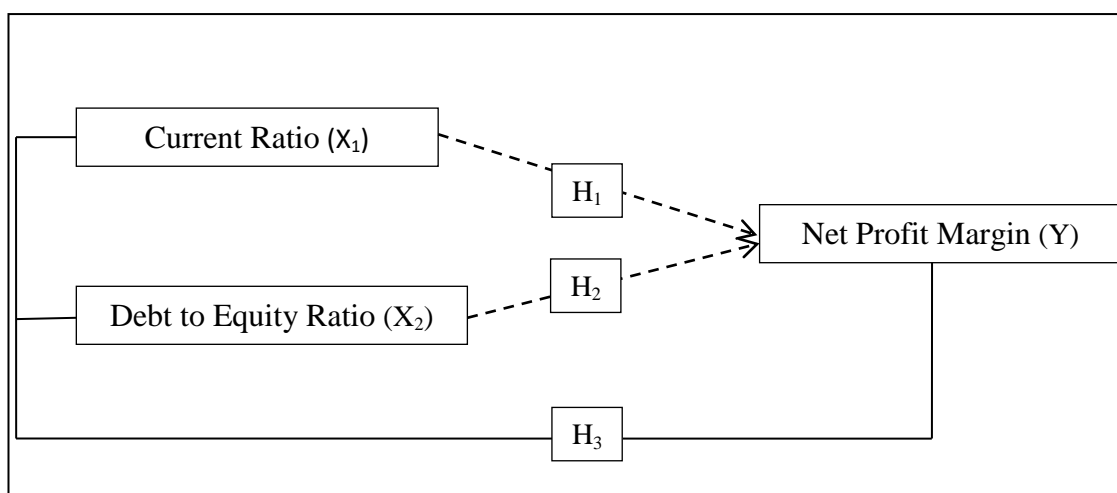 Current Ratio (X₁)
H₁
Net Profit Margin (Y)
H₂
Debt to Equity Ratio (X₂)
H₃